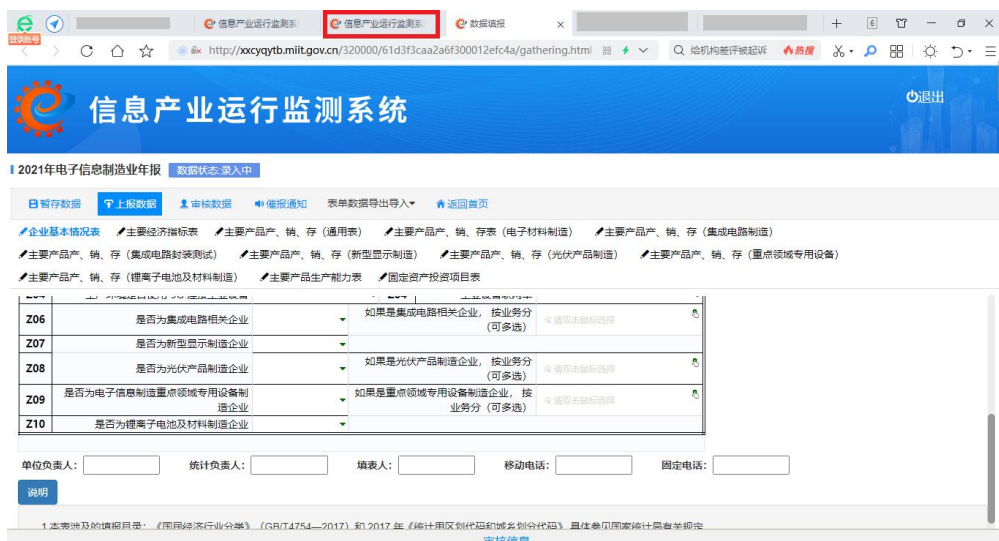 信息产业运行监测系 信息产业运行监测系 数据填报 × + 6 － ×
登录账号
http://xxcyqytb.miit.gov.cn/320000/61d3f3caa2a6f300012efc4a/gathering.html 给机构差评被起诉 热搜
信息产业运行监测系统 退出
2021年电子信息制造业年报 数据状态:录入中
暂存数据 上报数据 审核数据 催报通知 表单数据导出导入 返回首页
企业基本情况表 主要经济指标表 主要产品产、销、存（通用表） 主要产品产、销、存表（电子材料制造） 主要产品产、销、存（集成电路制造）
主要产品产、销、存（集成电路封装测试） 主要产品产、销、存（新型显示制造） 主要产品产、销、存（光伏产品制造） 主要产品产、销、存（重点领域专用设备）
主要产品产、销、存（锂离子电池及材料制造） 主要产品生产能力表 固定资产投资项目表
Z06 是否为集成电路相关企业 如果是集成电路相关企业， 按业务分（可多选） 请双击鼠标选择
Z07 是否为新型显示制造企业
Z08 是否为光伏产品制造企业 如果是光伏产品制造企业， 按业务分（可多选） 请双击鼠标选择
Z09 是否为电子信息制造重点领域专用设备制造企业 如果是重点领域专用设备制造企业， 按业务分（可多选） 请双击鼠标选择
Z10 是否为锂离子电池及材料制造企业
单位负责人： 统计负责人： 填表人： 移动电话： 固定电话：
说明
1.本表涉及的填报目录：《国民经济行业分类》（GB/T4754—2017）和 2017 年《统计用区划代码和城乡划分代码》，具体参见国家统计局有关规定
审核信息